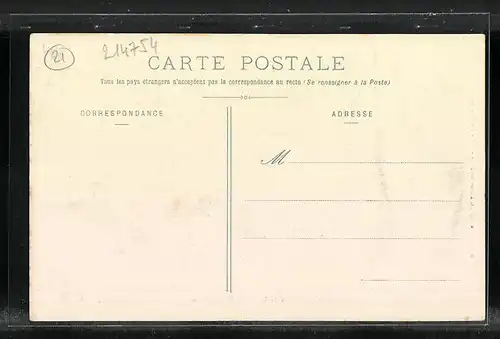 21
214754
CARTE POSTALE
Tous les pays étrangers n'acceptent pas la correspondance au recto (Se renseigner à la Poste)
CORRESPONDANCE
ADRESSE
M